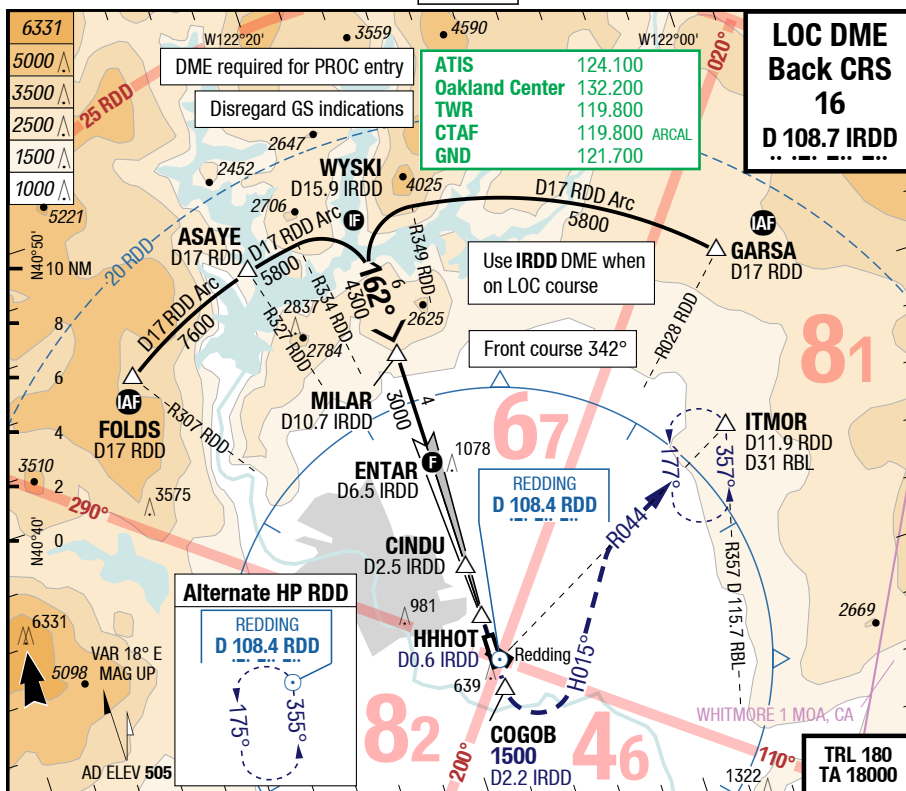 6331
5000
3500
2500
1500
1000
5221
W122°20'
3559
4590
W122°00'
020°
LOC DME
Back CRS
16
D 108.7 IRDD
DME required for PROC entry
Disregard GS indications
ATIS 124.100
Oakland Center 132.200
TWR 119.800
CTAF 119.800 ARCAL
GND 121.700
25 RDD
20 RDD
2647
2452
2706
WYSKI
D15.9 IRDD
IF
4025
D17 RDD Arc
5800
IAF
GARSA
D17 RDD
ASAYE
D17 RDD
D17 RDD Arc
5800
R349 RDD
N40°50'
10 NM
8
6
4
2
0
N40°40'
D17 RDD Arc
7600
R327 RDD
R334 RDD
2837
2784
162°
6
4300
2625
Use IRDD DME when
on LOC course
R028 RDD
Front course 342°
81
IAF
FOLDS
D17 RDD
R307 RDD
MILAR
D10.7 IRDD
4
3000
67
ITMOR
D11.9 RDD
D31 RBL
177°
357°
3510
3575
290°
ENTAR
D6.5 IRDD
F
1078
REDDING
D 108.4 RDD
R044
CINDU
D2.5 IRDD
R357 D 115.7 RBL
Alternate HP RDD
REDDING
D 108.4 RDD
175°
355°
981
HHHOT
D0.6 IRDD
Redding
H015°
2669
6331
5098
VAR 18° E
MAG UP
639
AD ELEV 505
82
200°
COGOB
1500
D2.2 IRDD
46
WHITMORE 1 MOA, CA
110°
1322
TRL 180
TA 18000